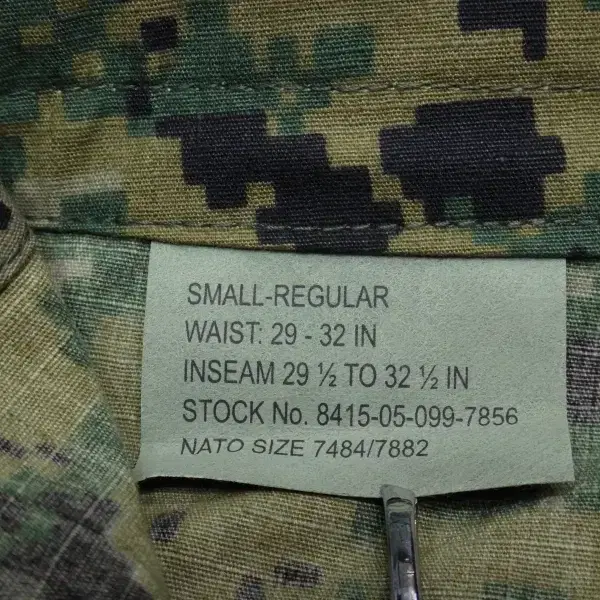 SMALL-REGULAR
WAIST: 29 - 32 IN
INSEAM 29 ½ TO 32 ½ IN
STOCK No. 8415-05-099-7856
NATO SIZE 7484/7882